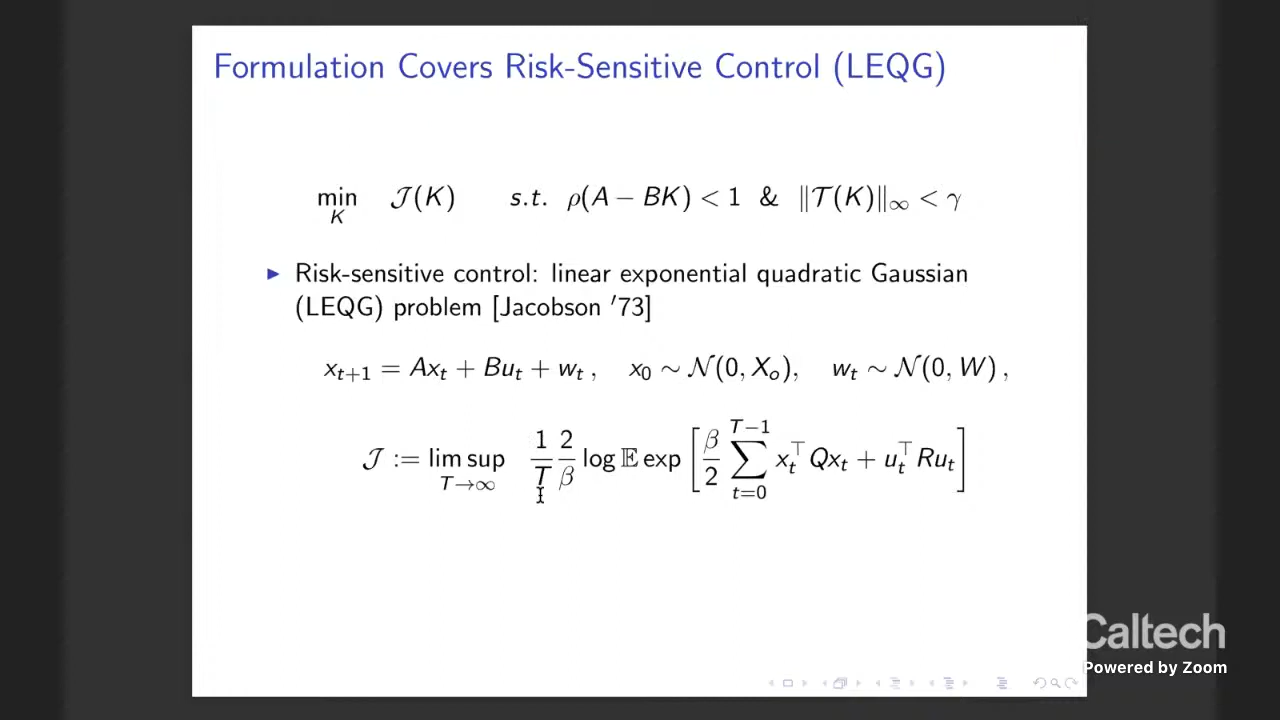 Formulation Covers Risk-Sensitive Control (LEQG)
min_K 𝒥(K) s.t. ρ(A − BK) < 1 & ‖𝒯(K)‖_∞ < γ
▶ Risk-sensitive control: linear exponential quadratic Gaussian
(LEQG) problem [Jacobson ′73]
x_{t+1} = Ax_t + Bu_t + w_t , x_0 ∼ 𝒩(0, X_o), w_t ∼ 𝒩(0, W) ,
𝒥 := lim sup_{T→∞} 1/T 2/β log 𝔼 exp [ β/2 ∑_{t=0}^{T−1} x_t^⊤ Qx_t + u_t^⊤ Ru_t ]
Caltech
Powered by Zoom